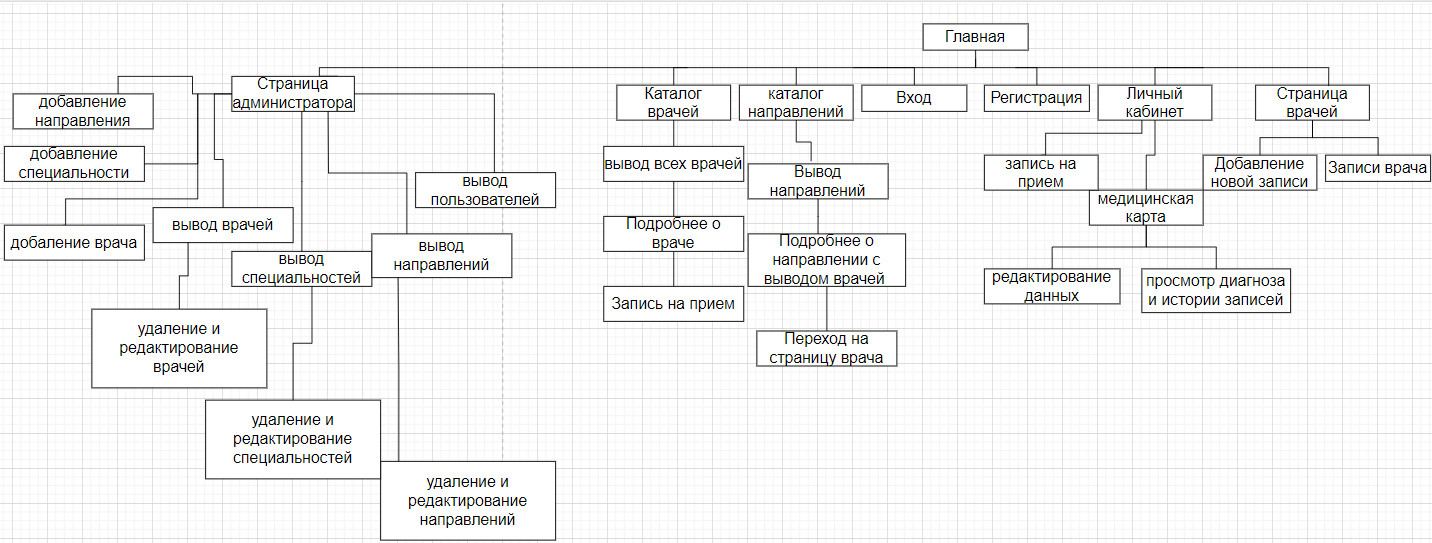 Главная
Страница
администратора
Каталог
врачей
каталог
направлений
Вход
Регистрация
Личный
кабинет
Страница
врачей
добавление
направления
добавление
специальности
добаление врача
вывод врачей
вывод
специальностей
вывод
направлений
вывод
пользователей
удаление и
редактирование
врачей
удаление и
редактирование
специальностей
удаление и
редактирование
направлений
вывод всех врачей
Подробнее о
враче
Запись на прием
Вывод
направлений
Подробнее о
направлении с
выводом врачей
Переход на
страницу врача
запись на
прием
медицинская
карта
редактирование
данных
просмотр диагноза
и истории записей
Добавление
новой записи
Записи врача